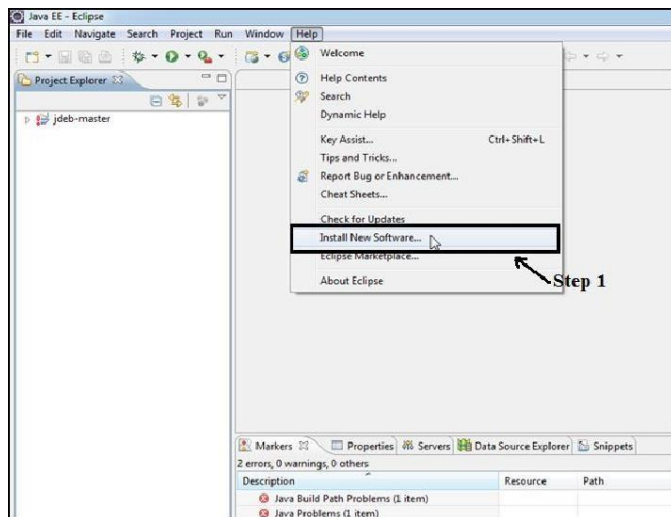 Java EE - Eclipse
File Edit Navigate Search Project Run Window Help
Project Explorer
jdeb-master
Welcome
Help Contents
Search
Dynamic Help
Key Assist... Ctrl+Shift+L
Tips and Tricks...
Report Bug or Enhancement...
Cheat Sheets...
Check for Updates
Install New Software...
Eclipse Marketplace...
About Eclipse
Step 1
Markers Properties Servers Data Source Explorer Snippets
2 errors, 0 warnings, 0 others
Description Resource Path
Java Build Path Problems (1 item)
Java Problems (1 item)